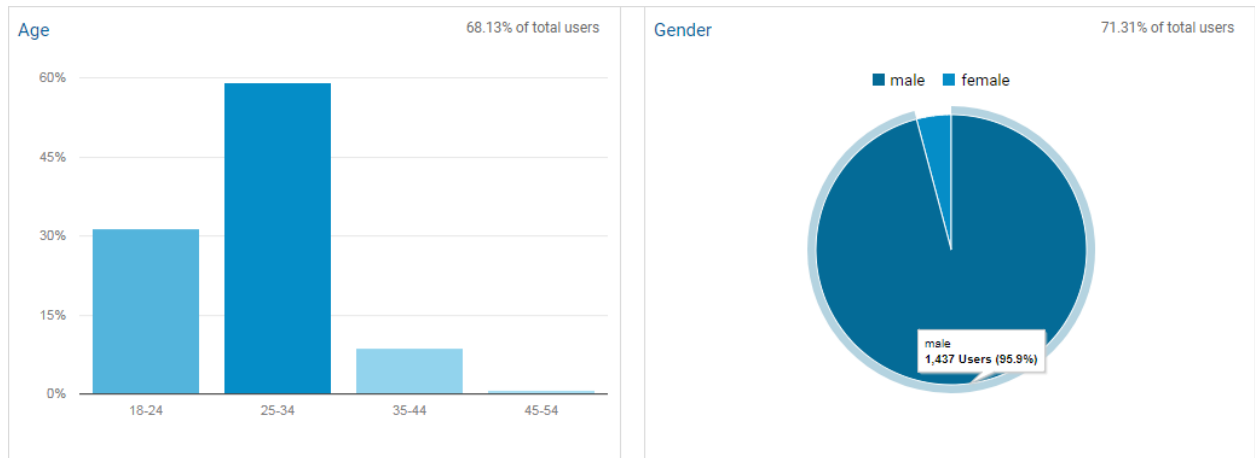 Age
68.13% of total users
60%
45%
30%
15%
0%
18-24
25-34
35-44
45-54
Gender
71.31% of total users
male
female
male
1,437 Users (95.9%)